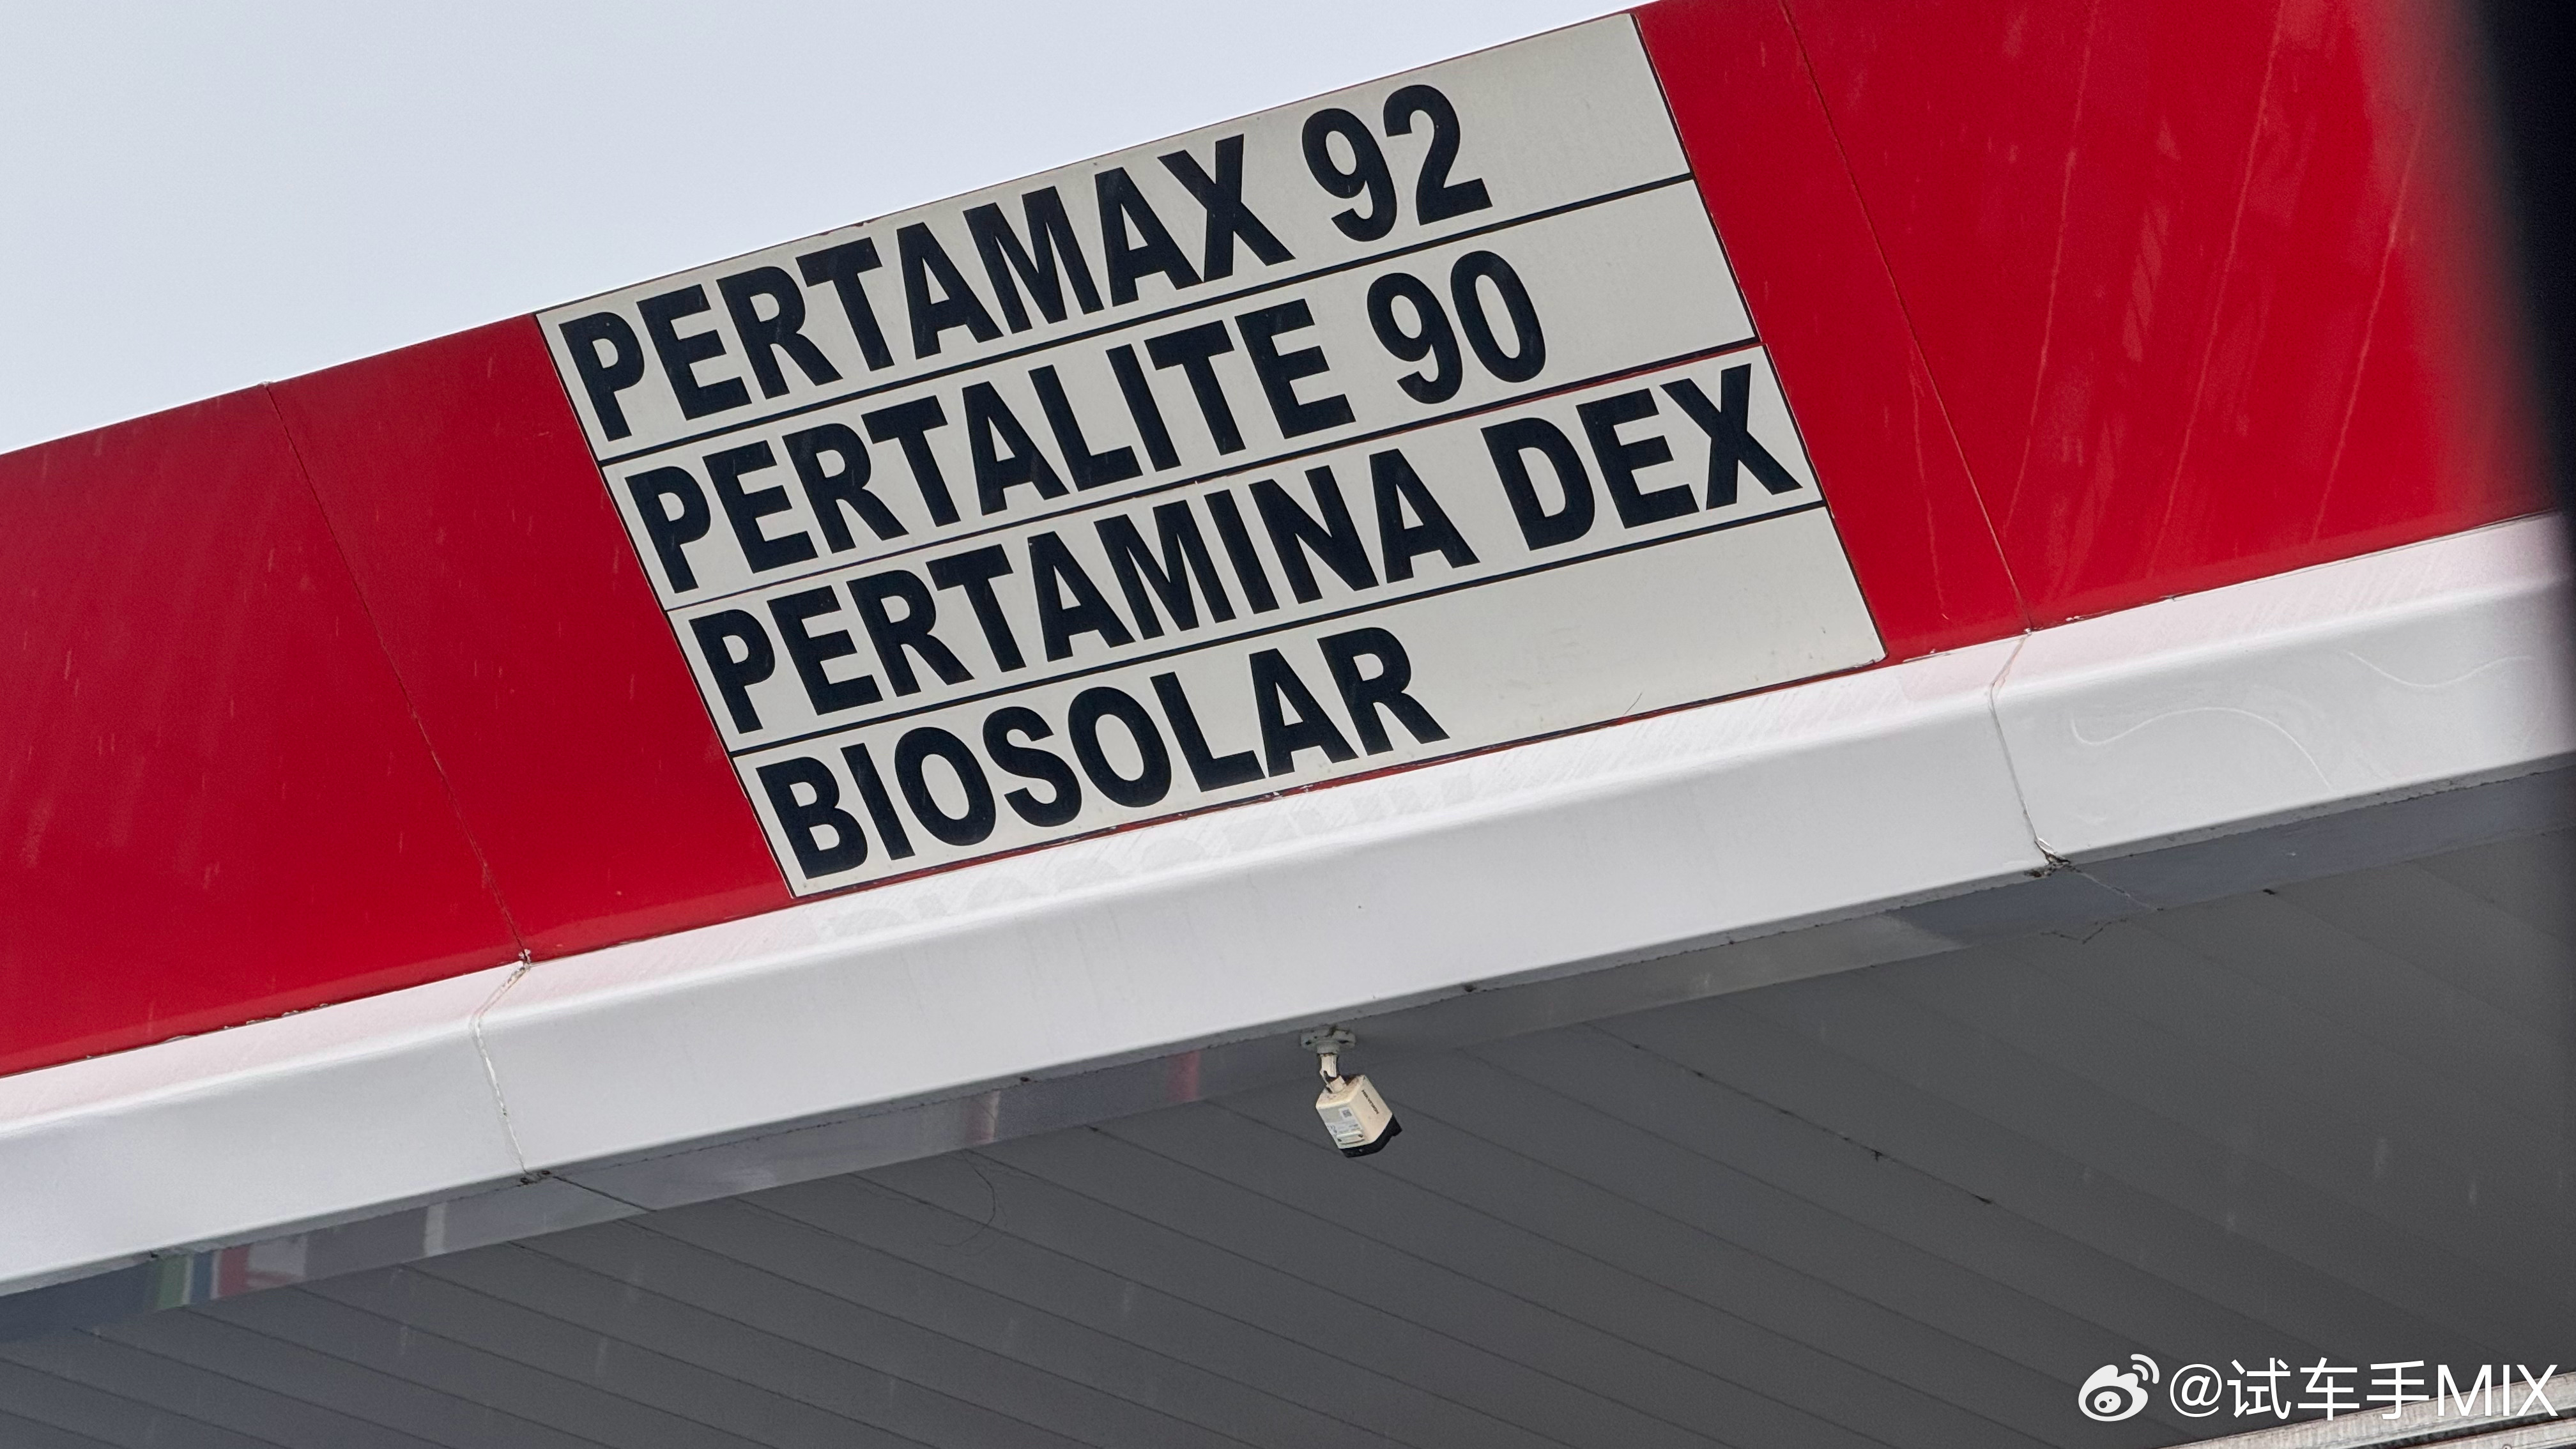 PERTAMAX 92
PERTALITE 90
PERTAMINA DEX
BIOSOLAR
@试车手MIX